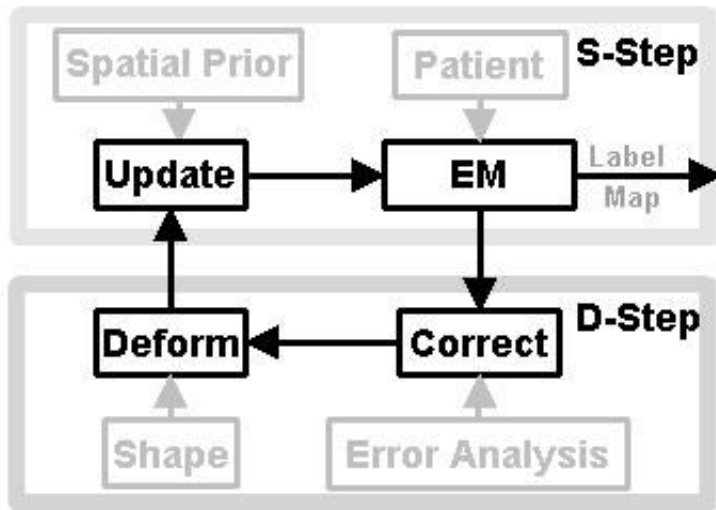 Spatial Prior
Patient
S-Step
Update
EM
Label
Map
Deform
Correct
D-Step
Shape
Error Analysis